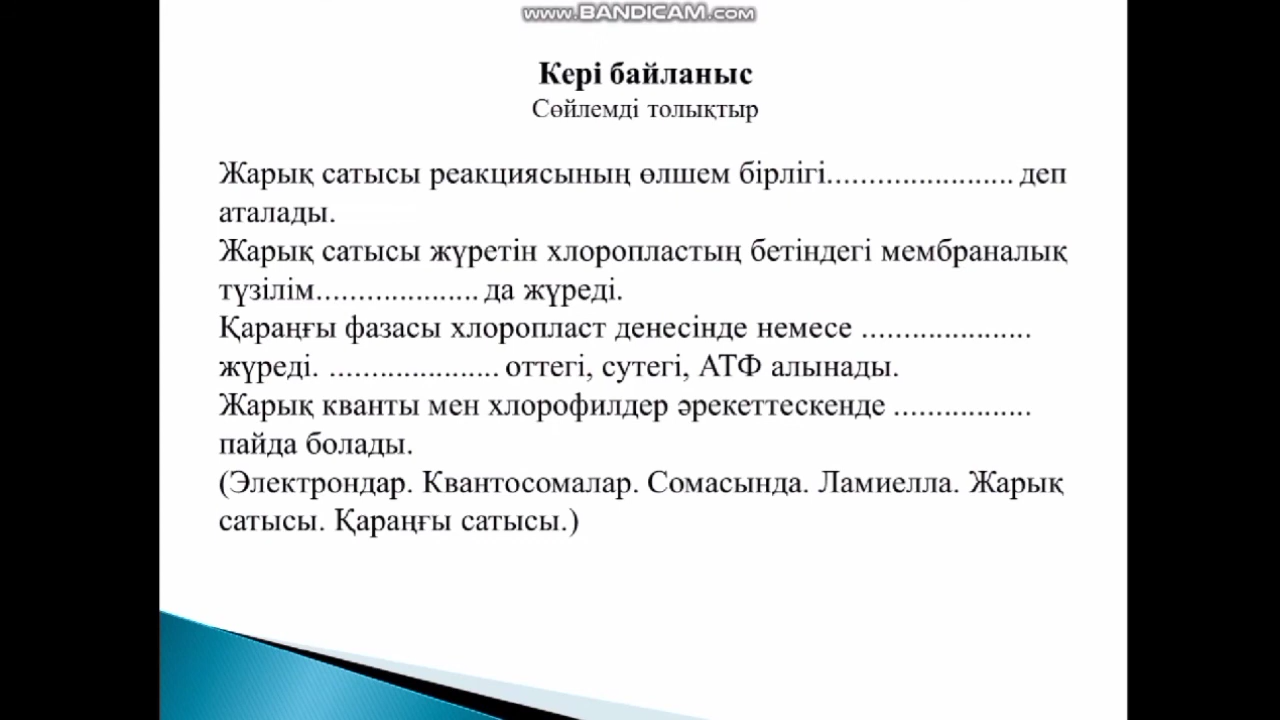 www.BANDICAM.com
Кері байланыс
Сөйлемді толықтыр
Жарық сатысы реакциясының өлшем бірлігі...................... деп
аталады.
Жарық сатысы жүретін хлоропластың бетіндегі мембраналық
түзілім................... да жүреді.
Қараңғы фазасы хлоропласт денесінде немесе ....................
жүреді. .................... оттегі, сутегі, АТФ алынады.
Жарық кванты мен хлорофилдер әрекеттескенде ................
пайда болады.
(Электрондар. Квантосомалар. Сомасында. Ламиелла. Жарық
сатысы. Қараңғы сатысы.)